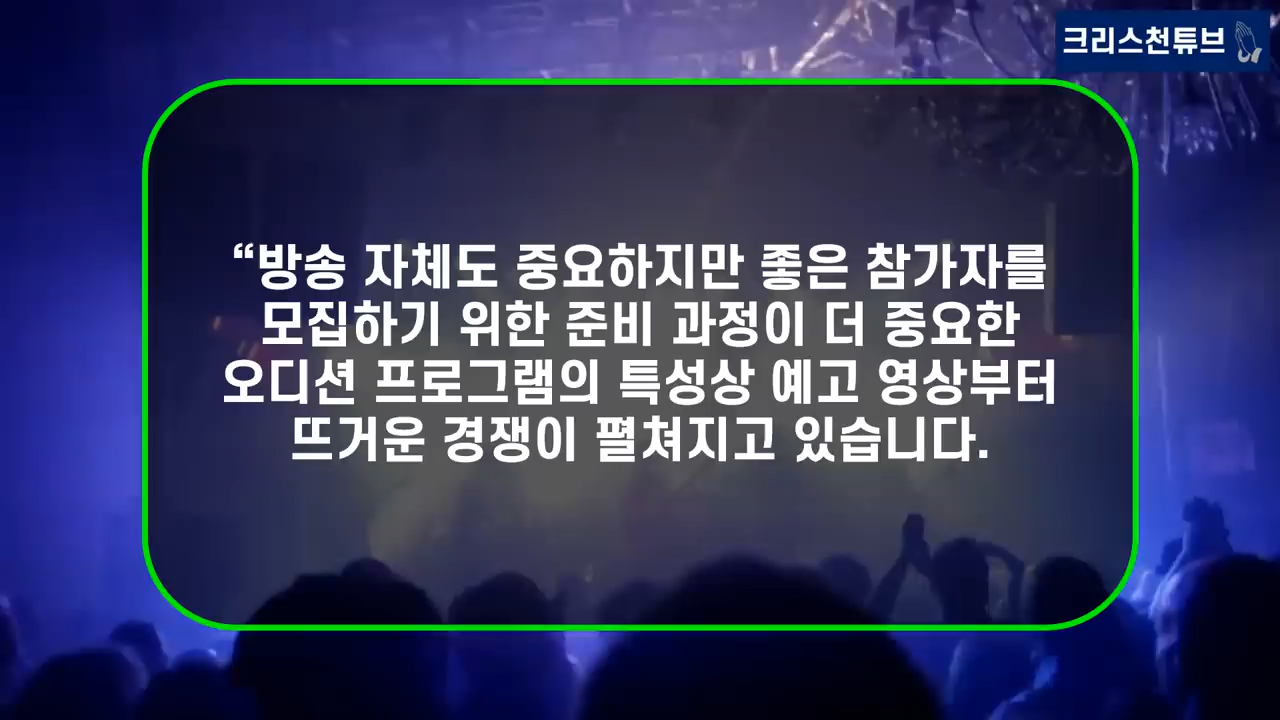 크리스천튜브
“방송 자체도 중요하지만 좋은 참가자를
모집하기 위한 준비 과정이 더 중요한
오디션 프로그램의 특성상 예고 영상부터
뜨거운 경쟁이 펼쳐지고 있습니다.